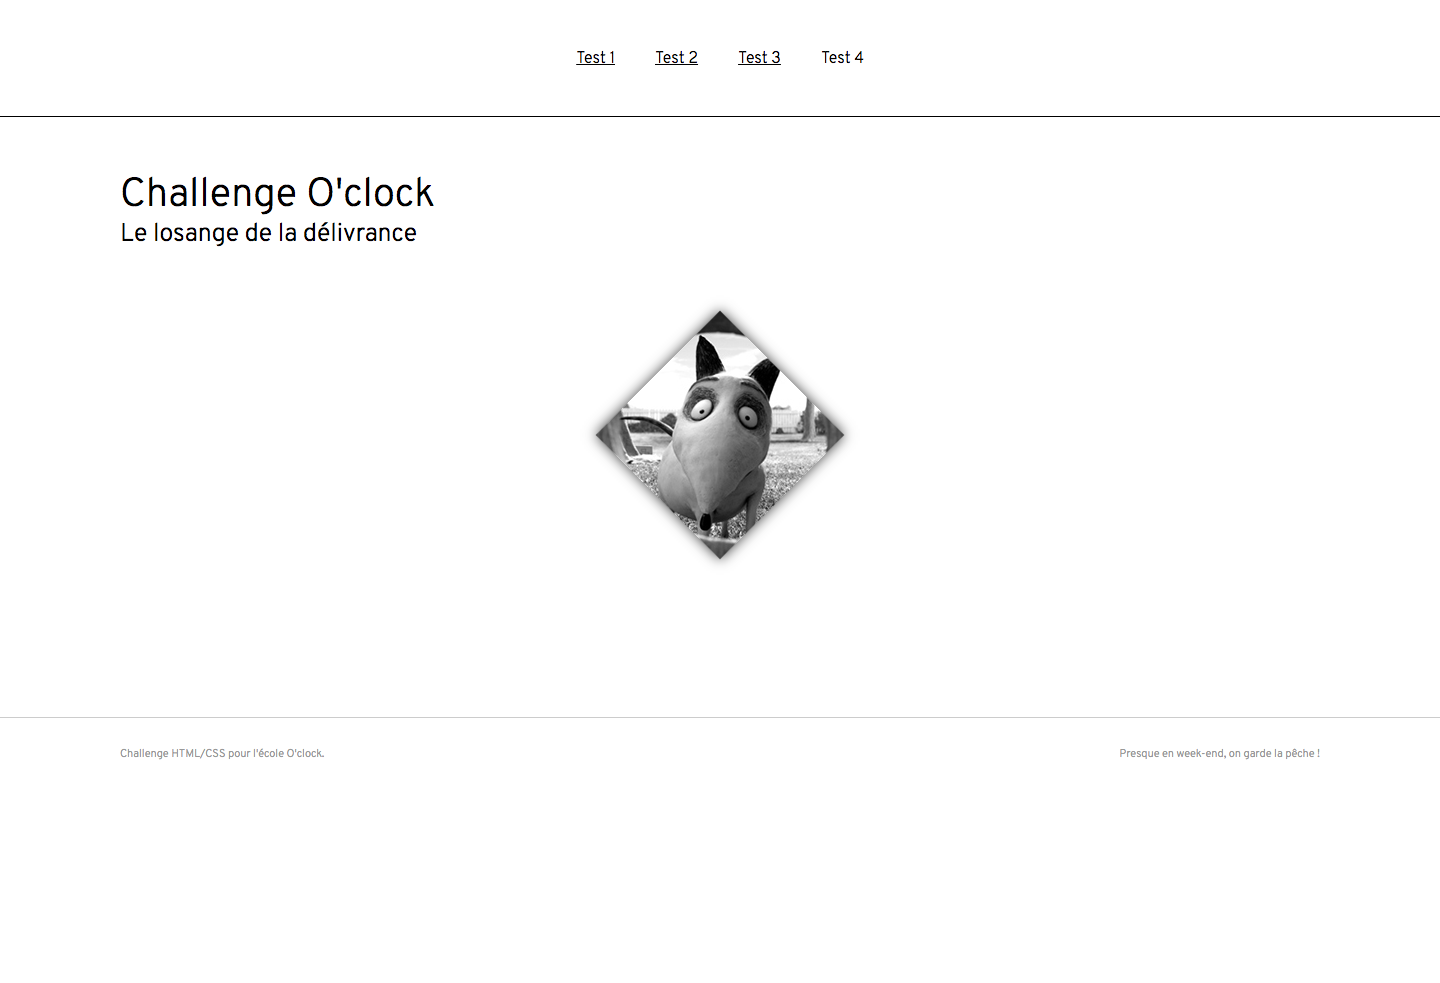 Test 1 Test 2 Test 3 Test 4
Challenge O'clock
Le losange de la délivrance
Challenge HTML/CSS pour l'école O'clock. Presque en week-end, on garde la pêche !